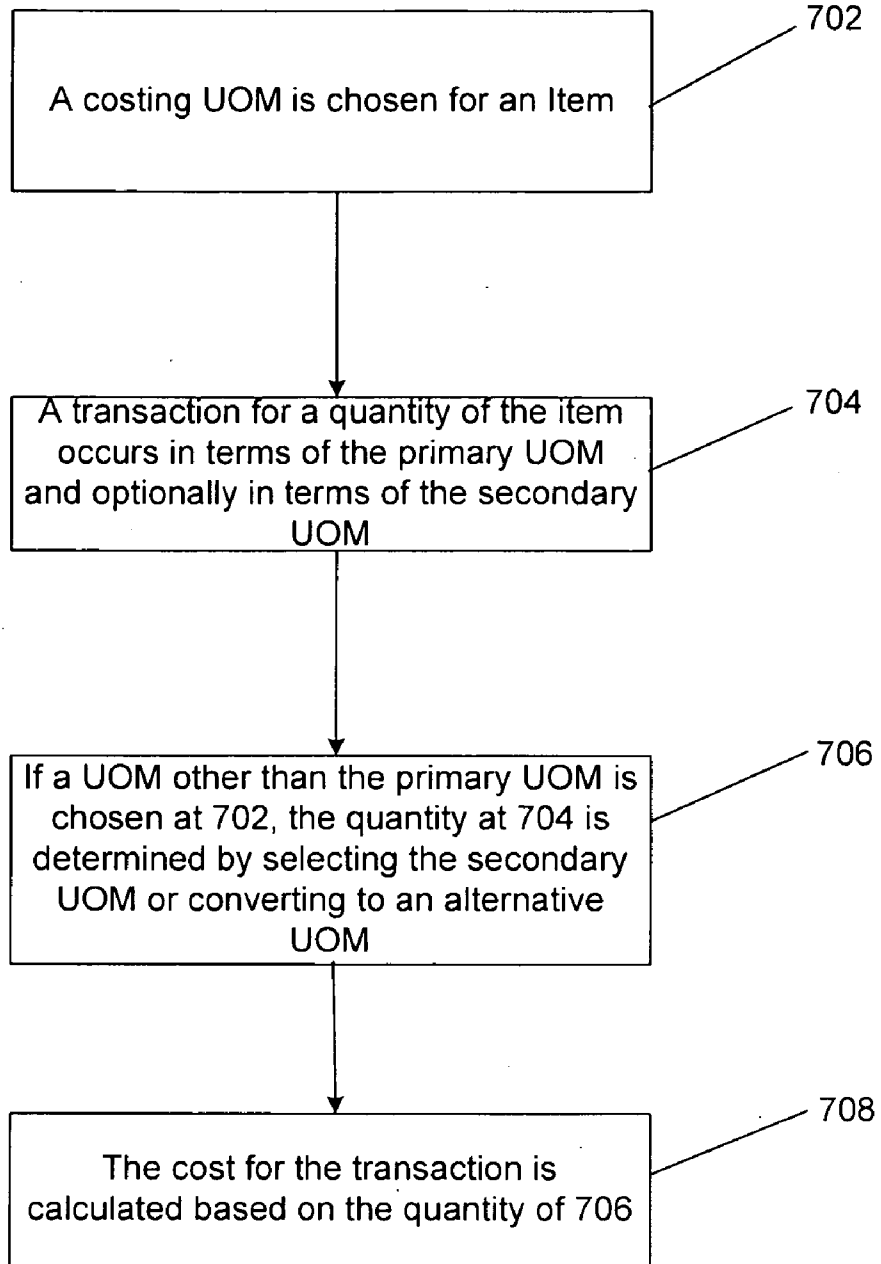 702
A costing UOM is chosen for an Item
704
A transaction for a quantity of the item
occurs in terms of the primary UOM
and optionally in terms of the secondary
UOM
706
If a UOM other than the primary UOM is
chosen at 702, the quantity at 704 is
determined by selecting the secondary
UOM or converting to an alternative
UOM
708
The cost for the transaction is
calculated based on the quantity of 706